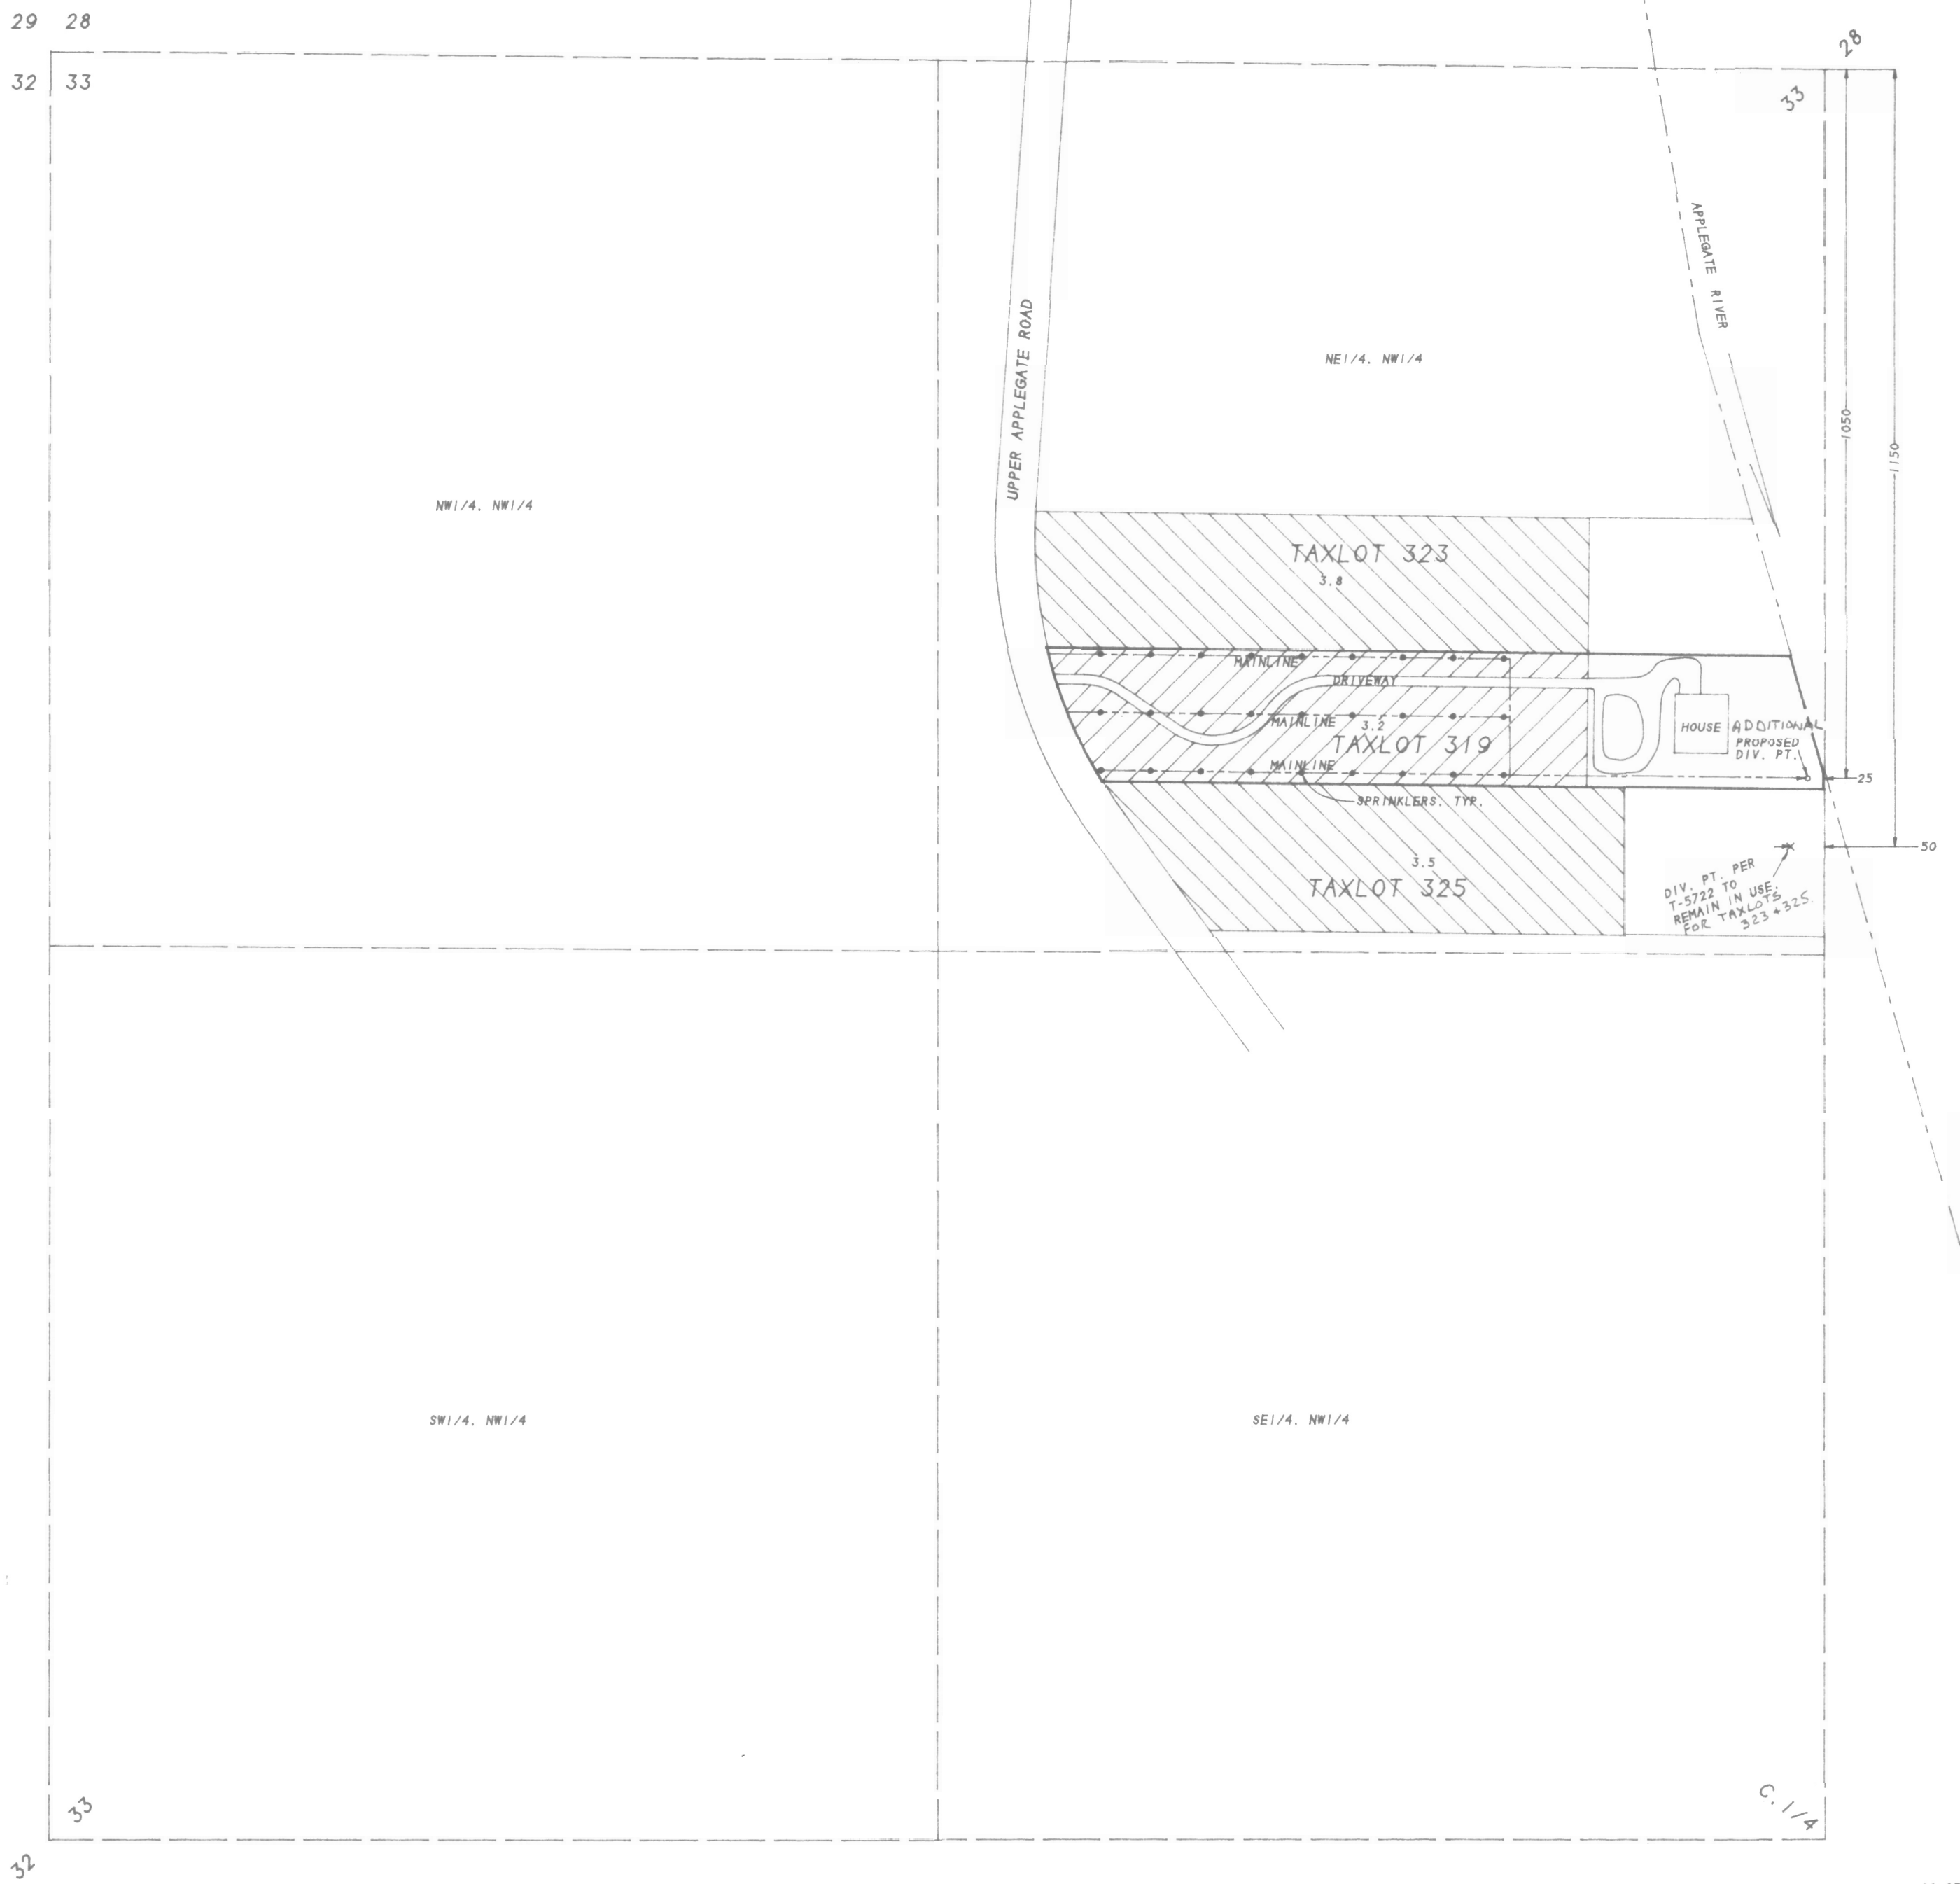 29 28
28
32 33
33
APPLEGATE RIVER
UPPER APPLEGATE ROAD
NE1/4. NW1/4
1050
1150
NW1/4. NW1/4
TAXLOT 323
3.8
MAINLINE
DRIVEWAY
MAINLINE 3.2
TAXLOT 319
HOUSE
ADDITIONAL
PROPOSED
DIV. PT.
MAINLINE
25
SPRINKLERS. TYP.
50
3.5
TAXLOT 325
DIV. PT. PER
T-5722 TO
REMAIN IN USE.
FOR TAXLOTS
323 + 325.
SW1/4. NW1/4
SE1/4. NW1/4
33
C. 1/4
32